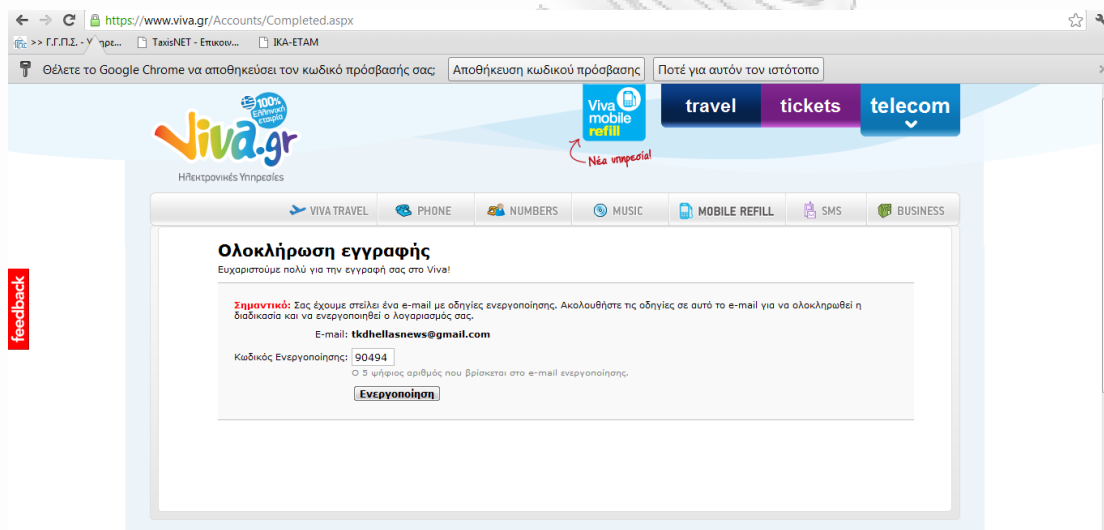 https://www.viva.gr/Accounts/Completed.aspx
>> Γ.Γ.Π.Σ. - Υπηρε... TaxisNET - Επικοιν... IKA-ETAM
Θέλετε το Google Chrome να αποθηκεύσει τον κωδικό πρόσβασής σας; Αποθήκευση κωδικού πρόσβασης Ποτέ για αυτόν τον ιστότοπο
100% Ελληνική εταιρία
Viva.gr
Ηλεκτρονικές Υπηρεσίες
Viva mobile refill
Νέα υπηρεσία!
travel tickets telecom
VIVA TRAVEL PHONE NUMBERS MUSIC MOBILE REFILL SMS BUSINESS
Ολοκλήρωση εγγραφής
Ευχαριστούμε πολύ για την εγγραφή σας στο Viva!
Σημαντικό: Σας έχουμε στείλει ένα e-mail με οδηγίες ενεργοποίησης. Ακολουθήστε τις οδηγίες σε αυτό το e-mail για να ολοκληρωθεί η
διαδικασία και να ενεργοποιηθεί ο λογαριασμός σας.
E-mail: tkdhellasnews@gmail.com
Κωδικός Ενεργοποίησης: 90494
Ο 5 ψήφιος αριθμός που βρίσκεται στο e-mail ενεργοποίησης.
Ενεργοποίηση
feedback